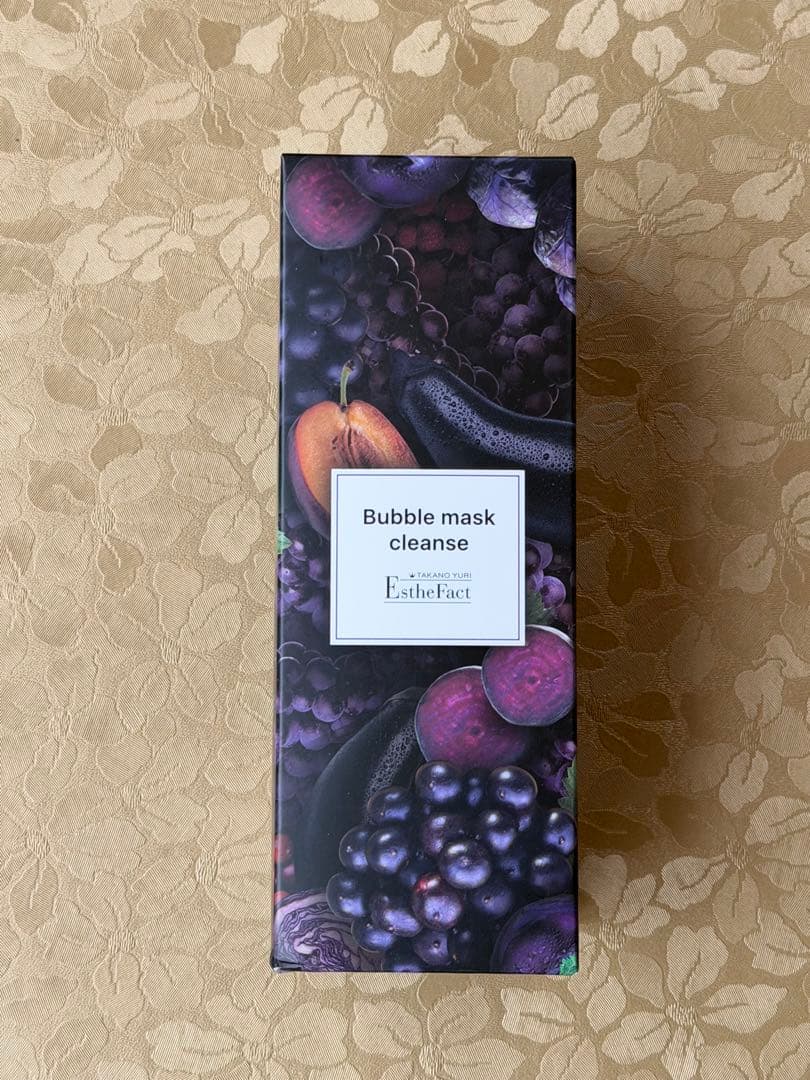 Bubble mask
cleanse
TAKANO YURI
EstheFact